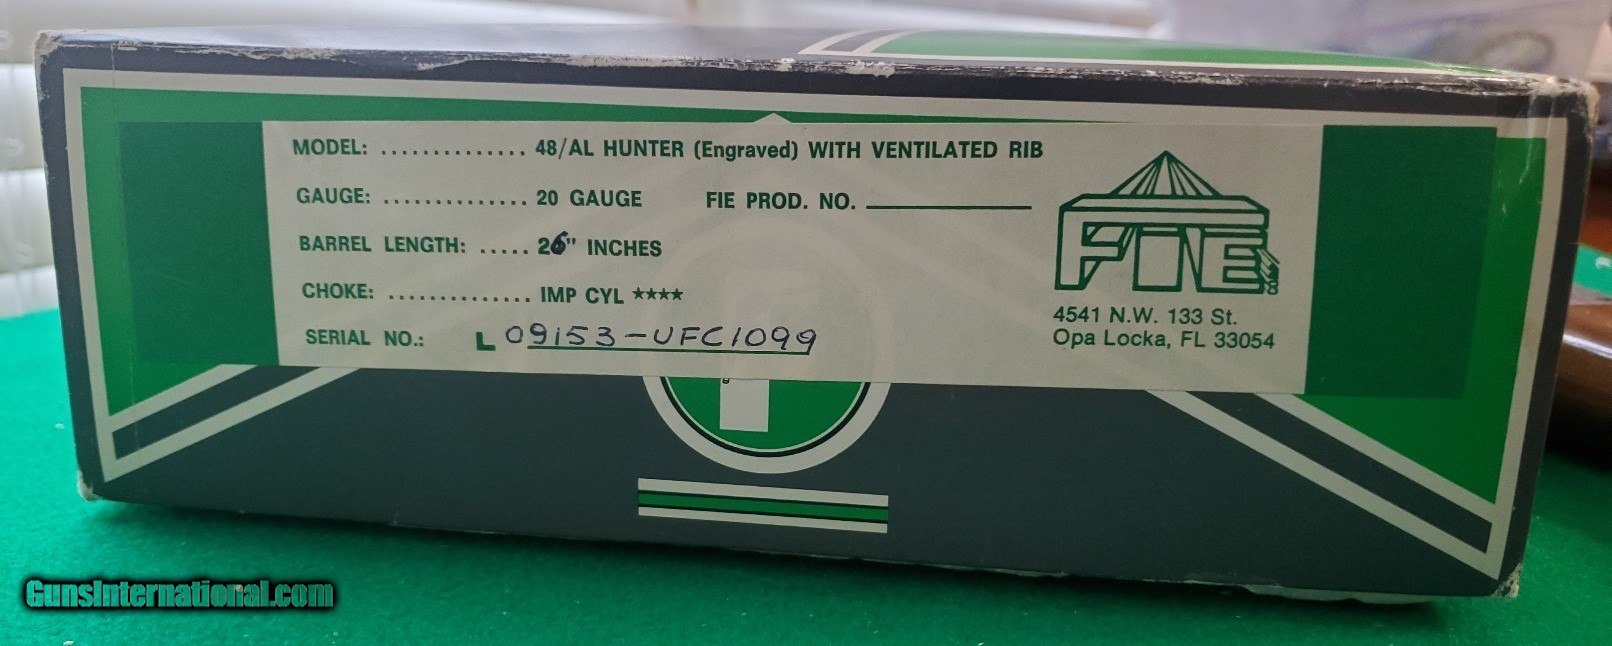 MODEL: .............. 48/AL HUNTER (Engraved) WITH VENTILATED RIB
GAUGE: .............. 20 GAUGE FIE PROD. NO. ____________
BARREL LENGTH: ..... 26" INCHES
CHOKE: .............. IMP CYL ★★★★
SERIAL NO.: L 09153-UFC1099
FIE
4541 N.W. 133 St.
Opa Locka, FL 33054
GunsInternational.com